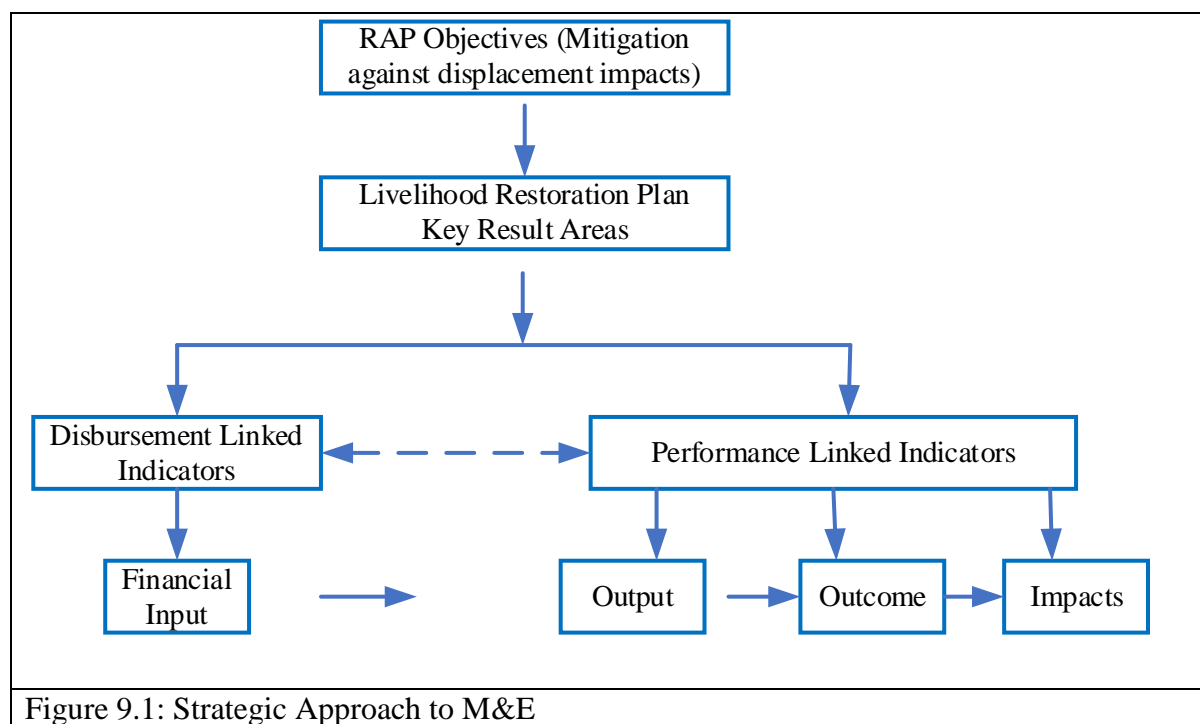 RAP Objectives (Mitigation
against displacement impacts)
Livelihood Restoration Plan
Key Result Areas
Disbursement Linked
Indicators
Performance Linked Indicators
Financial
Input
Output
Outcome
Impacts
Figure 9.1: Strategic Approach to M&E